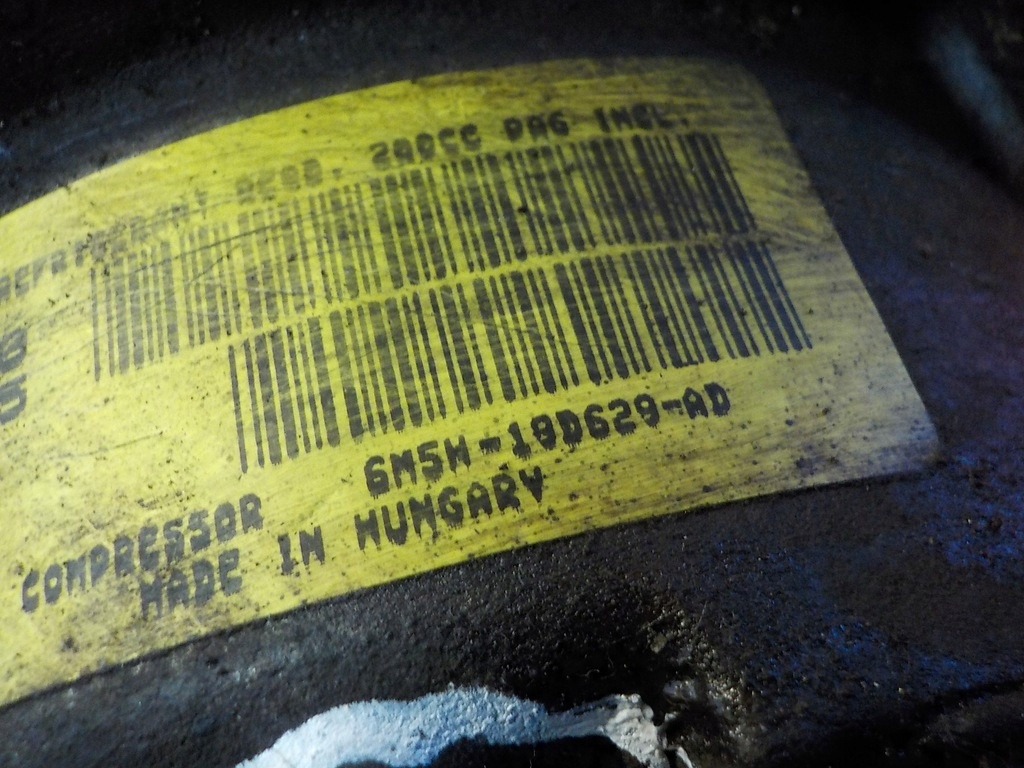 200CC PAG INCL.
COMPRESSOR 6M5H-19D629-AD
MADE IN HUNGARY